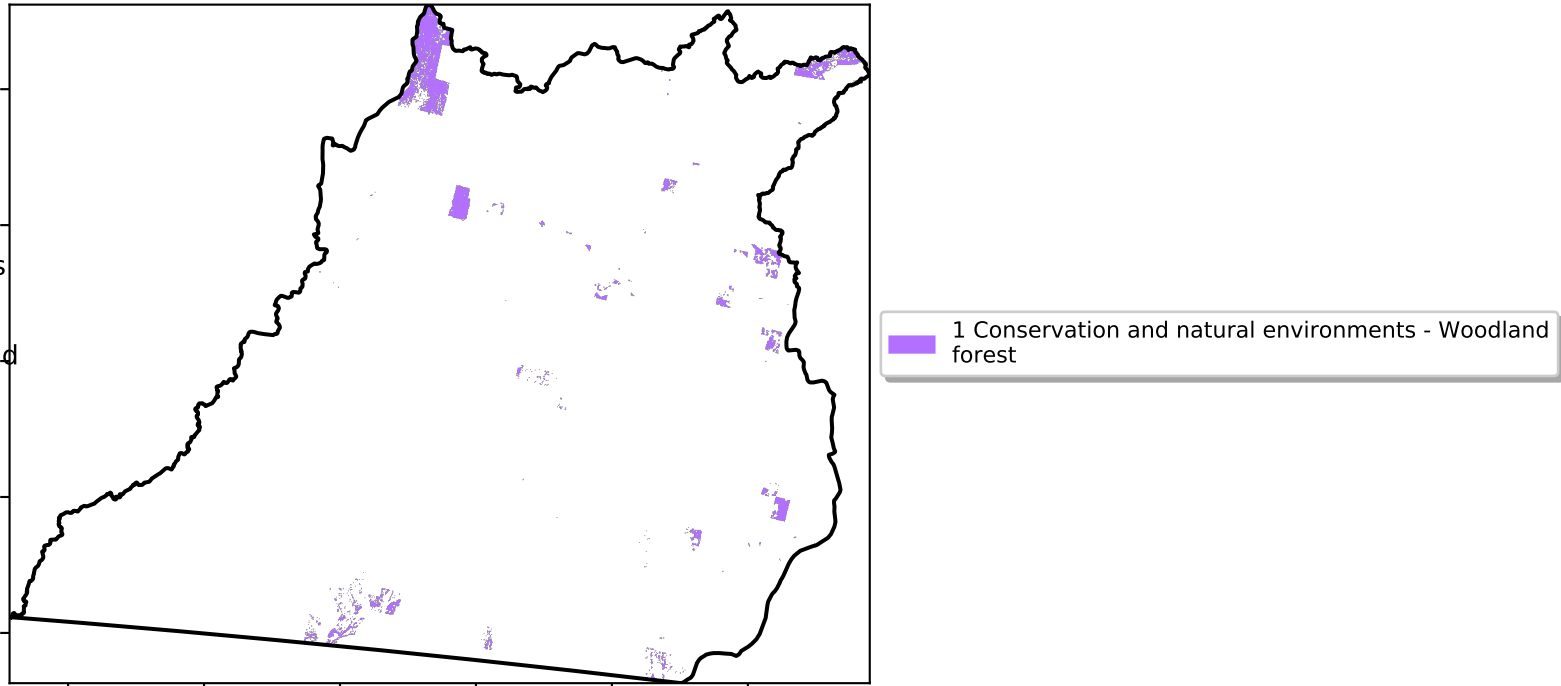 s
d
1 Conservation and natural environments - Woodland
forest